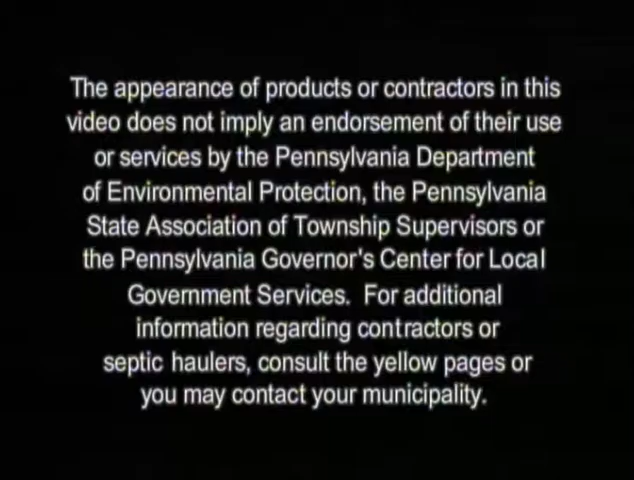 The appearance of products or contractors in this
video does not imply an endorsement of their use
or services by the Pennsylvania Department
of Environmental Protection, the Pennsylvania
State Association of Township Supervisors or
the Pennsylvania Governor's Center for Local
Government Services.  For additional
information regarding contractors or
septic haulers, consult the yellow pages or
you may contact your municipality.